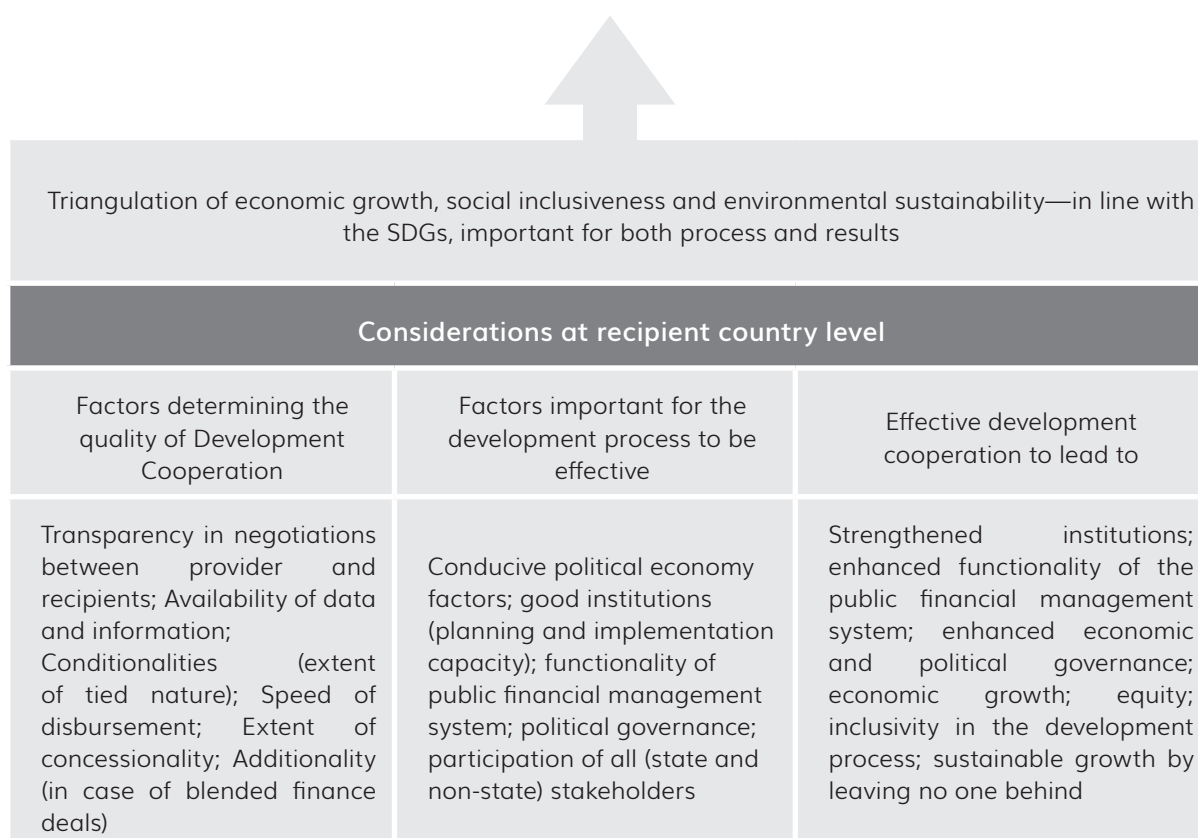 Triangulation of economic growth, social inclusiveness and environmental sustainability—in line with
the SDGs, important for both process and results
Considerations at recipient country level
Factors determining the
quality of Development
Cooperation
Factors important for the
development process to be
effective
Effective development
cooperation to lead to
Transparency in negotiations
between provider and
recipients; Availability of data
and information;
Conditionalities (extent
of tied nature); Speed of
disbursement; Extent of
concessionality; Additionality
(in case of blended finance
deals)
Conducive political economy
factors; good institutions
(planning and implementation
capacity); functionality of
public financial management
system; political governance;
participation of all (state and
non-state) stakeholders
Strengthened institutions;
enhanced functionality of the
public financial management
system; enhanced economic
and political governance;
economic growth; equity;
inclusivity in the development
process; sustainable growth by
leaving no one behind